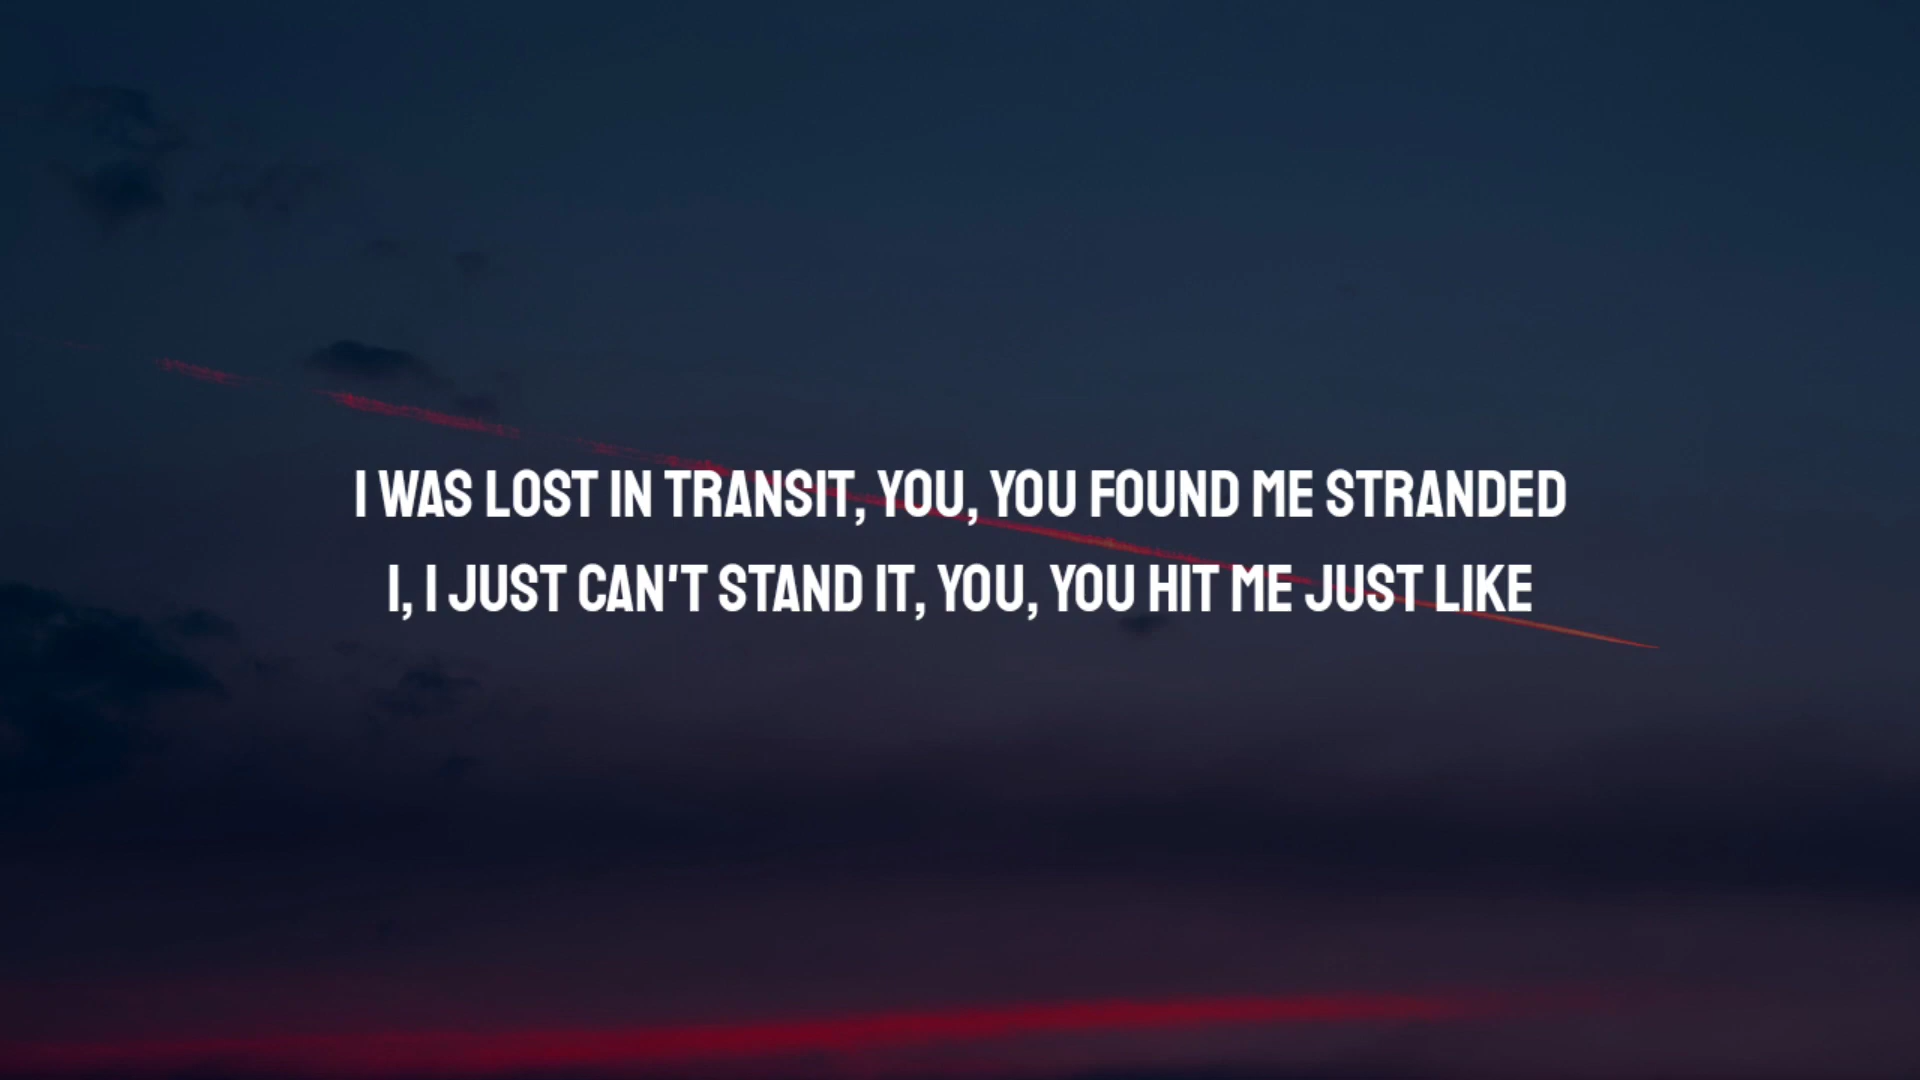 I WAS LOST IN TRANSIT, YOU, YOU FOUND ME STRANDED
I, I JUST CAN'T STAND IT, YOU, YOU HIT ME JUST LIKE